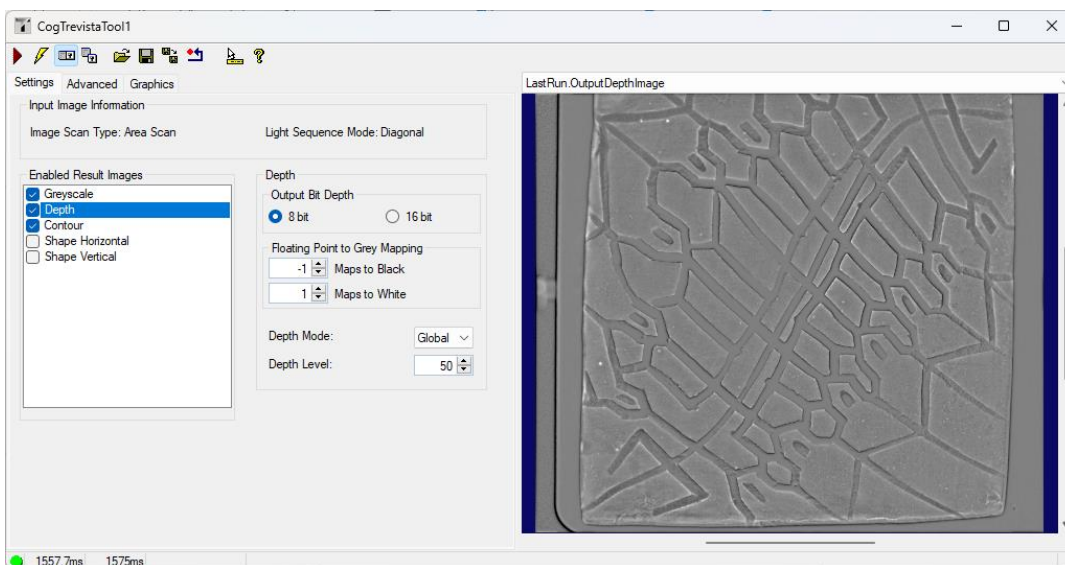 CogTrevistaTool1
Settings Advanced Graphics
LastRun.OutputDepthImage
Input Image Information
Image Scan Type: Area Scan
Light Sequence Mode: Diagonal
Enabled Result Images
Greyscale
Depth
Contour
Shape Horizontal
Shape Vertical
Depth
Output Bit Depth
8 bit
16 bit
Floating Point to Grey Mapping
-1 Maps to Black
1 Maps to White
Depth Mode: Global
Depth Level: 50
1557.7ms 1575ms